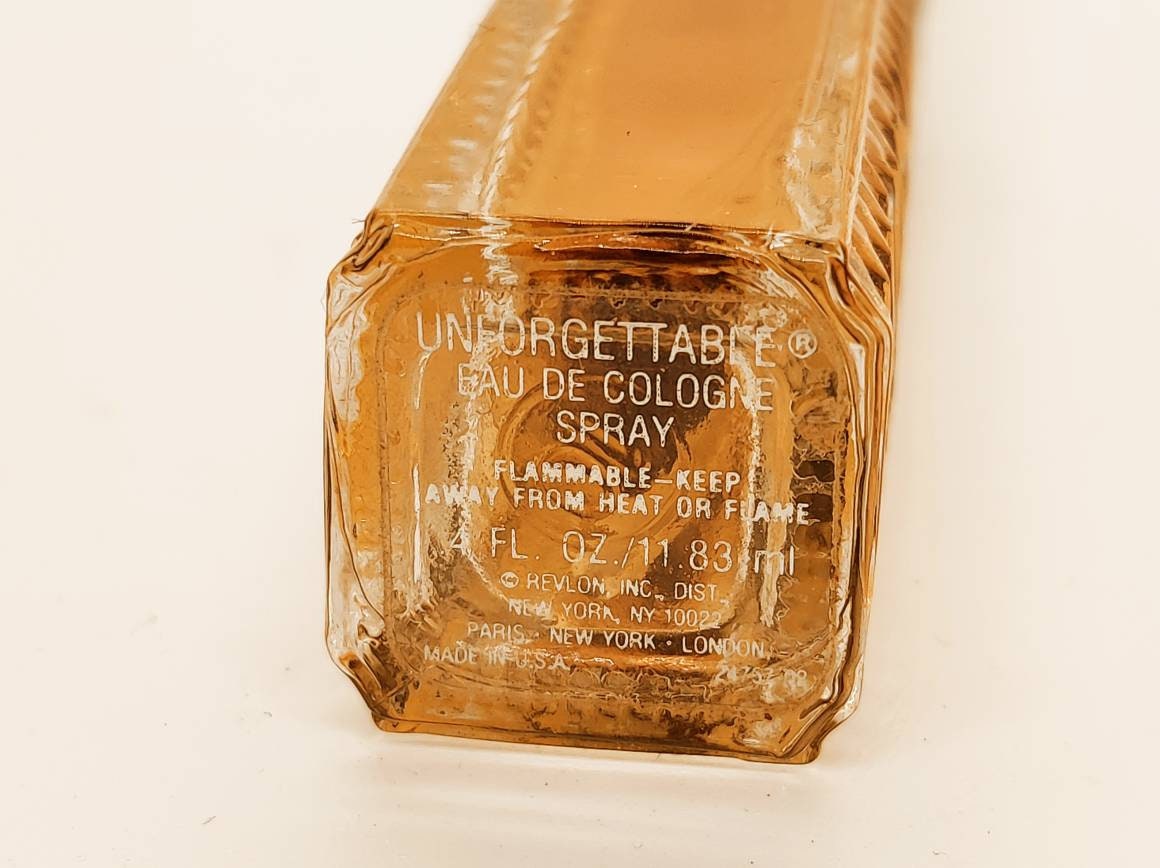 UNFORGETTABLE®
EAU DE COLOGNE
SPRAY
FLAMMABLE—KEEP
AWAY FROM HEAT OR FLAME
4 FL. OZ./11.83 ml
© REVLON, INC., DIST.,
NEW YORK, NY 10022
PARIS · NEW YORK · LONDON
MADE IN U.S.A.